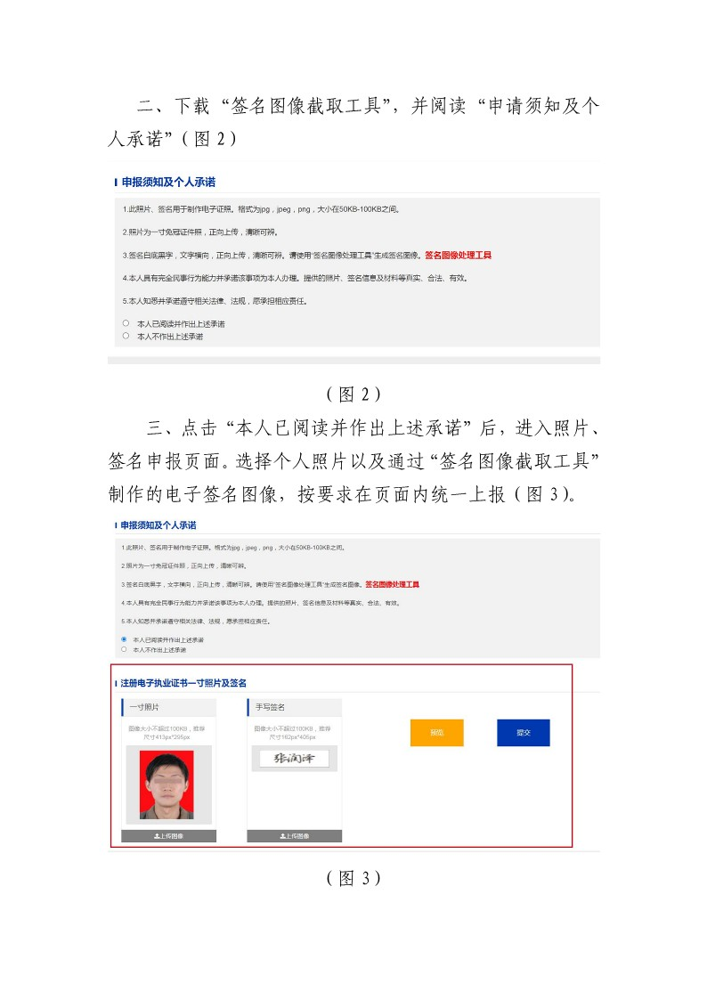 二、下载“签名图像截取工具”，并阅读“申请须知及个
人承诺”（图 2）
申报须知及个人承诺
1.此照片、签名用于制作电子证照。格式为jpg，jpeg，png，大小在50KB-100KB之间。
2.照片为一寸免冠证件照，正向上传，清晰可辨。
3.签名白底黑字，文字横向，正向上传，清晰可辨。请使用“签名图像处理工具”生成签名图像。签名图像处理工具
4.本人具有完全民事行为能力并承诺该事项为本人办理。提供的照片、签名信息及材料等真实、合法、有效。
5.本人知悉并承诺遵守相关法律、法规，愿承担相应责任。
本人已阅读并作出上述承诺
本人不作出上述承诺
（图 2）
三、点击“本人已阅读并作出上述承诺”后，进入照片、
签名申报页面。选择个人照片以及通过“签名图像截取工具”
制作的电子签名图像，按要求在页面内统一上报（图 3）。
申报须知及个人承诺
1.此照片、签名用于制作电子证照。格式为jpg，jpeg，png，大小在50KB-100KB之间。
2.照片为一寸免冠证件照，正向上传，清晰可辨。
3.签名白底黑字，文字横向，正向上传，清晰可辨。请使用“签名图像处理工具”生成签名图像。签名图像处理工具
4.本人具有完全民事行为能力并承诺该事项为本人办理。提供的照片、签名信息及材料等真实、合法、有效。
5.本人知悉并承诺遵守相关法律、法规，愿承担相应责任。
本人已阅读并作出上述承诺
本人不作出上述承诺
注册电子执业证书一寸照片及签名
一寸照片
图像大小不超过100KB，推荐
尺寸413px*295px
上传图像
手写签名
图像大小不超过100KB，推荐
尺寸162px*405px
张润泽
上传图像
预览
提交
（图 3）